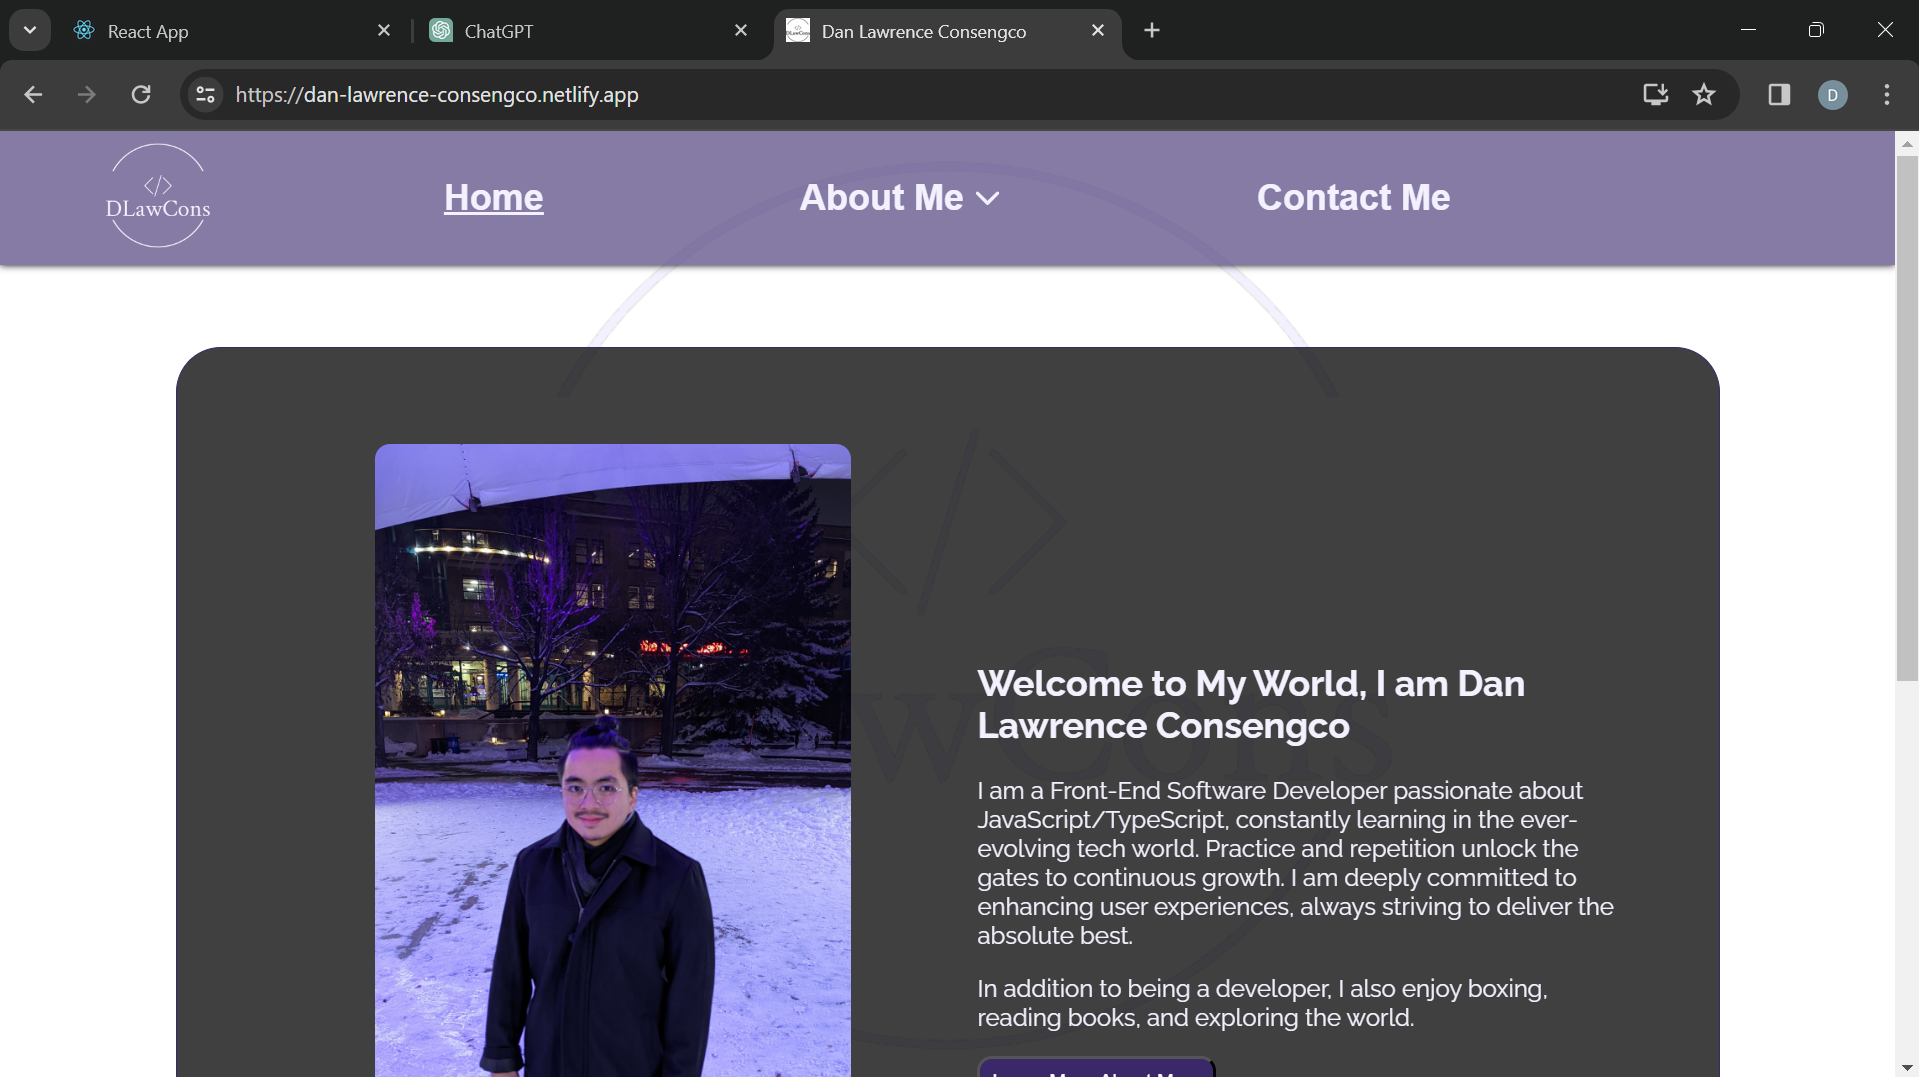 React App
ChatGPT
Dan Lawrence Consengco
https://dan-lawrence-consengco.netlify.app
D
</>
DLawCons
Home
About Me
Contact Me
Welcome to My World, I am Dan
Lawrence Consengco
I am a Front-End Software Developer passionate about
JavaScript/TypeScript, constantly learning in the ever-
evolving tech world. Practice and repetition unlock the
gates to continuous growth. I am deeply committed to
enhancing user experiences, always striving to deliver the
absolute best.
In addition to being a developer, I also enjoy boxing,
reading books, and exploring the world.
Learn More About Me